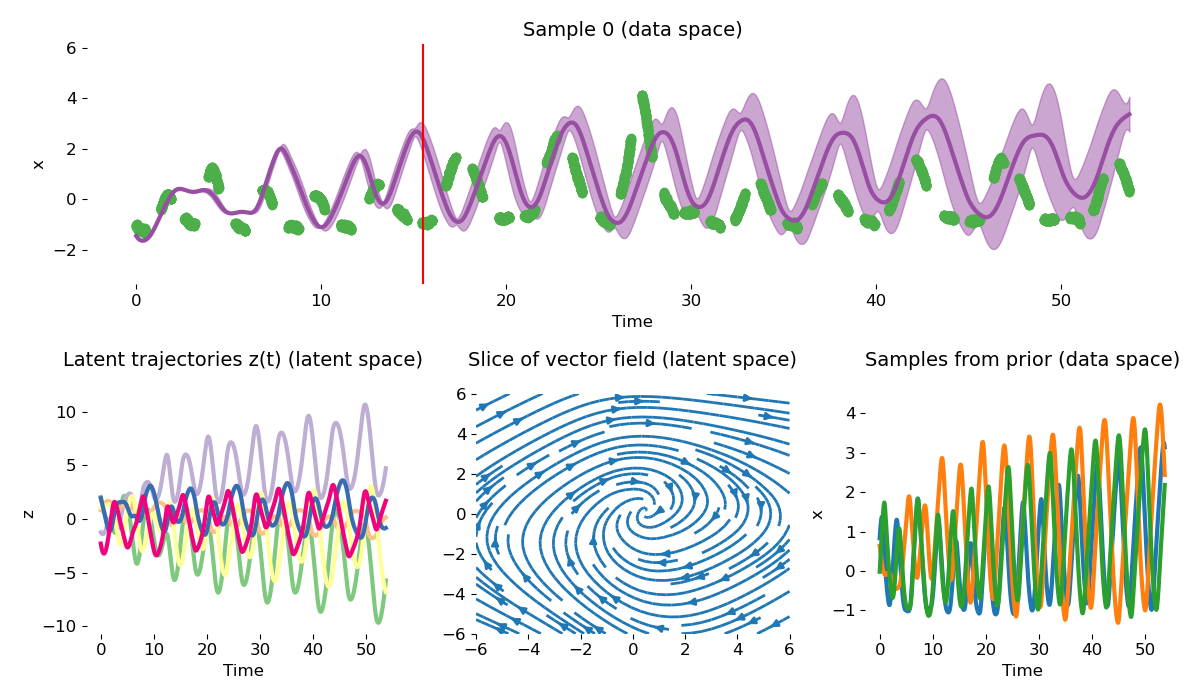 Sample 0 (data space)
6
4
2
0
−2
x
0 10 20 30 40 50
Time
Latent trajectories z(t) (latent space)
10
5
0
−5
−10
z
0 10 20 30 40 50
Time
Slice of vector field (latent space)
6
4
2
0
−2
−4
−6
−6 −4 −2 0 2 4 6
Samples from prior (data space)
4
3
2
1
0
−1
x
0 10 20 30 40 50
Time